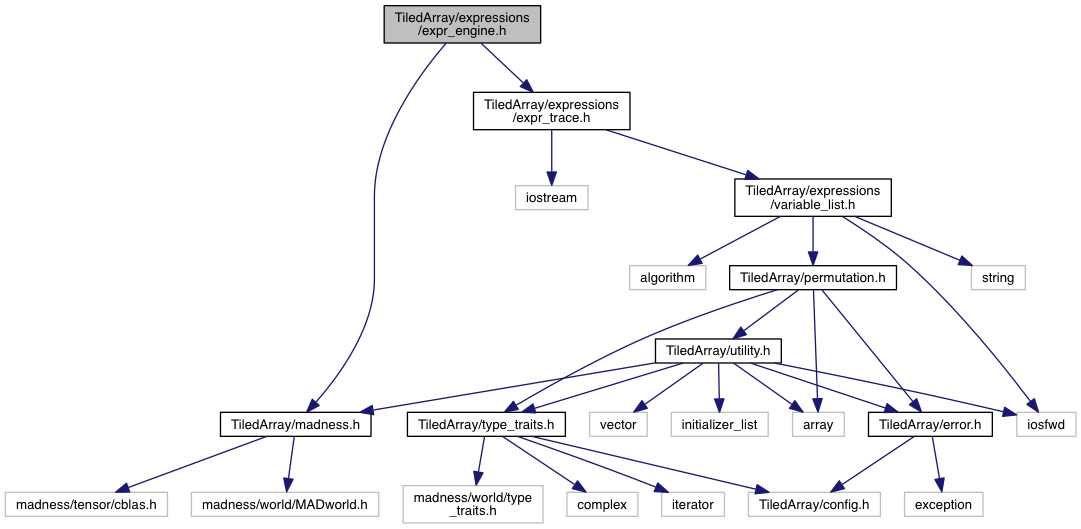 TiledArray/expressions
/expr_engine.h
TiledArray/expressions
/expr_trace.h
iostream
TiledArray/expressions
/variable_list.h
algorithm
TiledArray/permutation.h
string
TiledArray/utility.h
TiledArray/madness.h
TiledArray/type_traits.h
vector
initializer_list
array
TiledArray/error.h
iosfwd
madness/tensor/cblas.h
madness/world/MADworld.h
madness/world/type
_traits.h
complex
iterator
TiledArray/config.h
exception